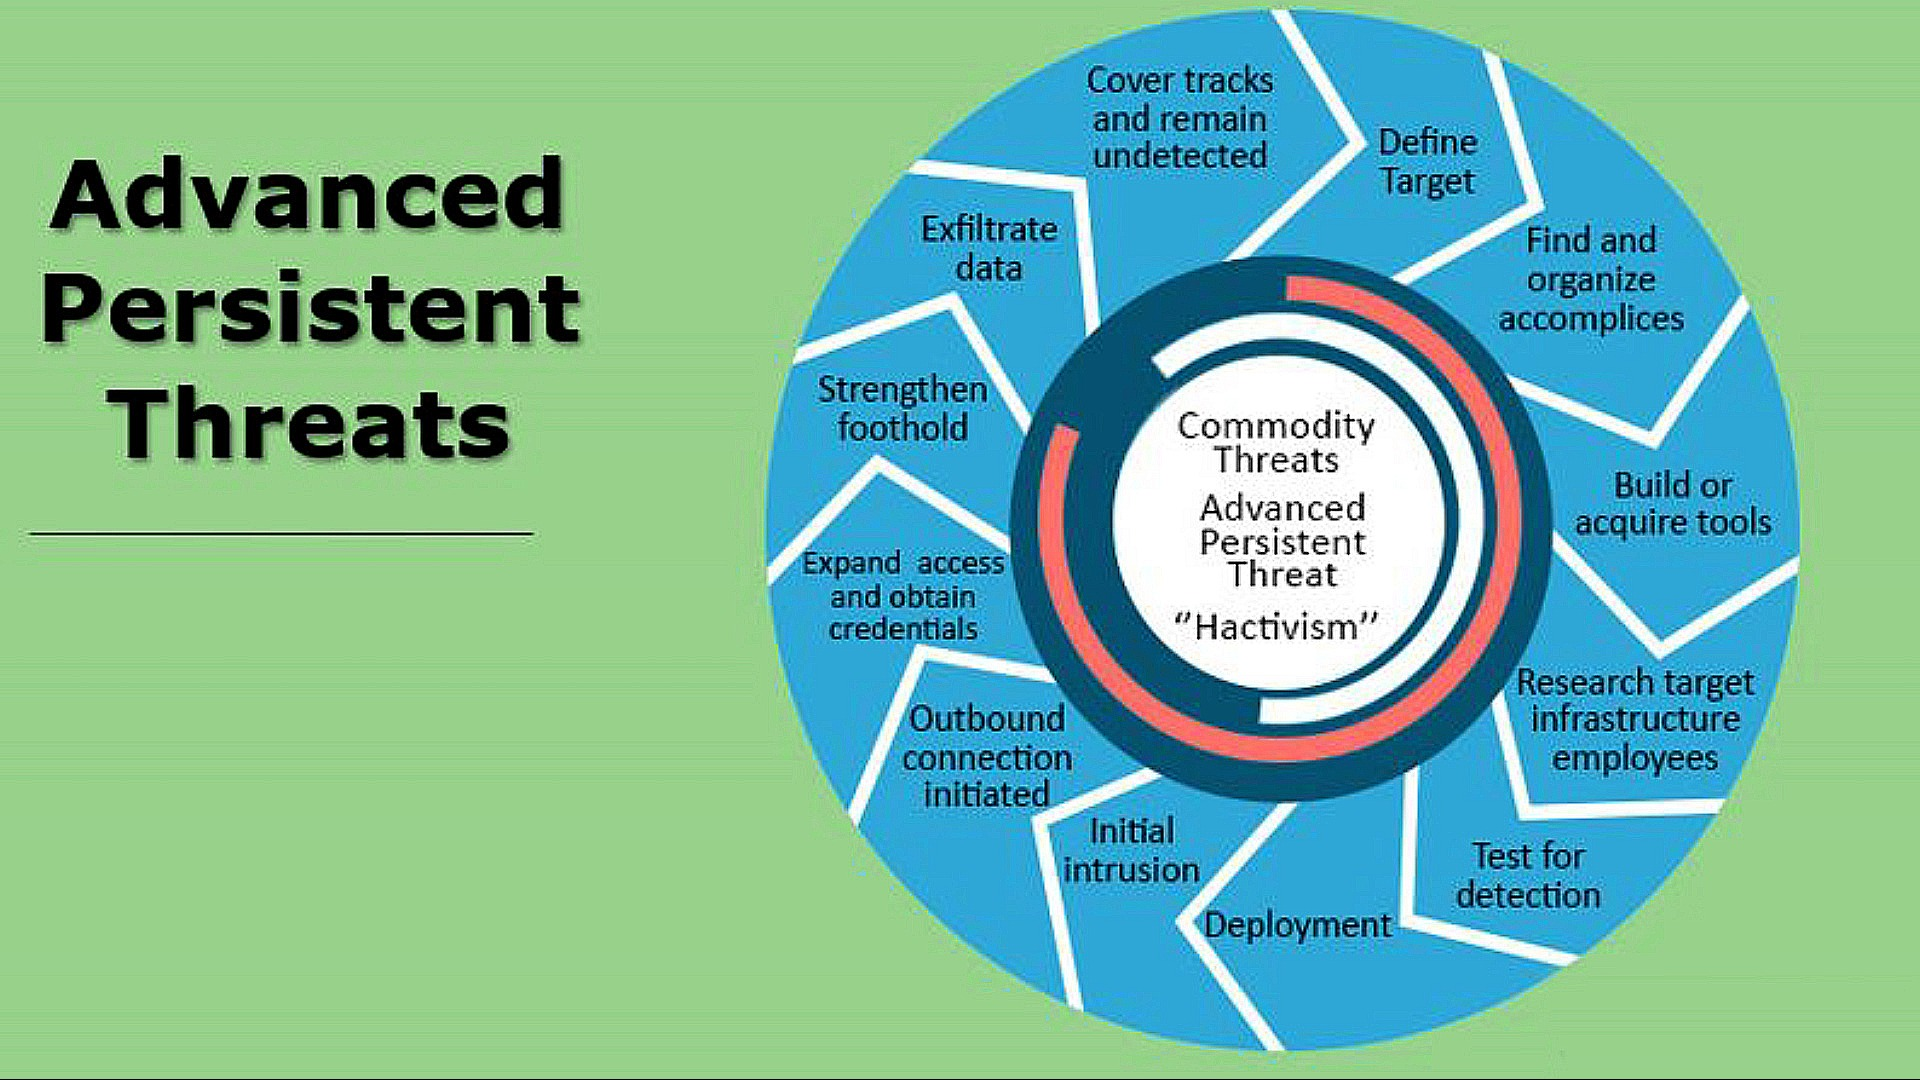 Advanced
Persistent
Threats
Cover tracks
and remain
undetected
Define
Target
Find and
organize
accomplices
Build or
acquire tools
Research target
infrastructure
employees
Test for
detection
Deployment
Initial
intrusion
Outbound
connection
initiated
Expand access
and obtain
credentials
Strengthen
foothold
Exfiltrate
data
Commodity
Threats
Advanced
Persistent
Threat
‘‘Hactivism’’